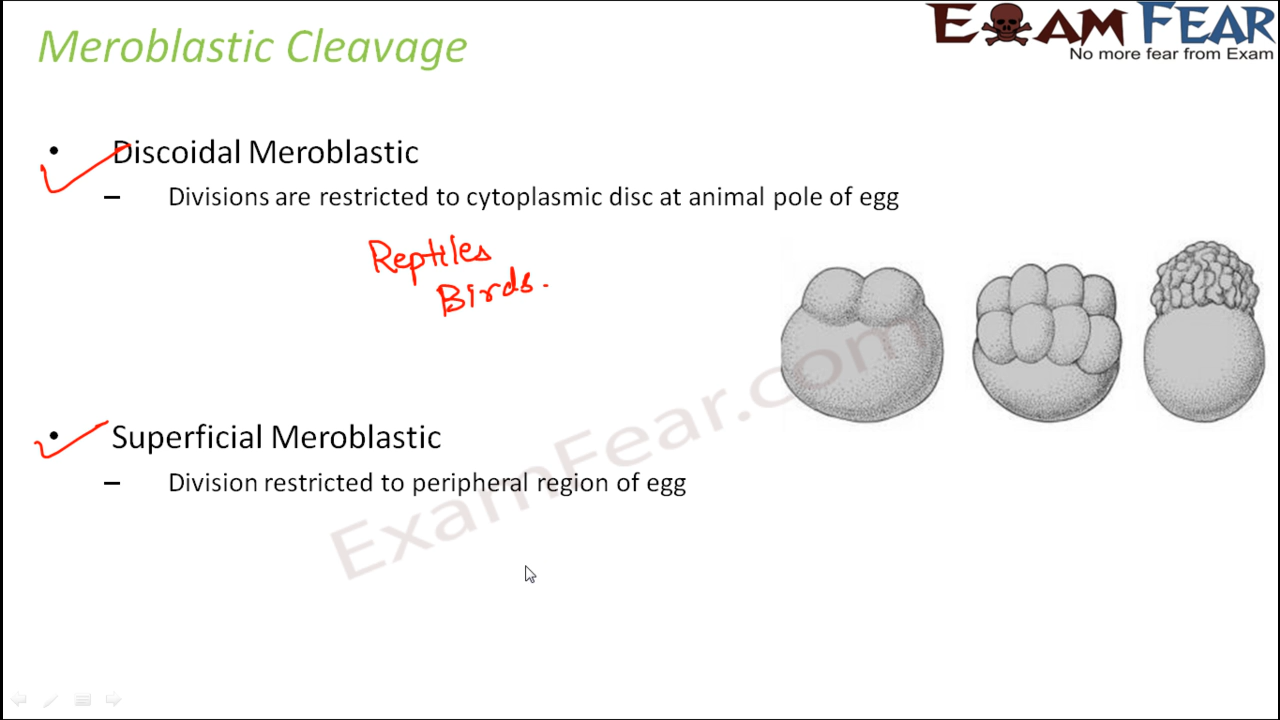 Meroblastic Cleavage
EXAM FEAR
No more fear from Exam
• Discoidal Meroblastic
– Divisions are restricted to cytoplasmic disc at animal pole of egg
Reptiles
Birds.
• Superficial Meroblastic
– Division restricted to peripheral region of egg
ExamFear.com